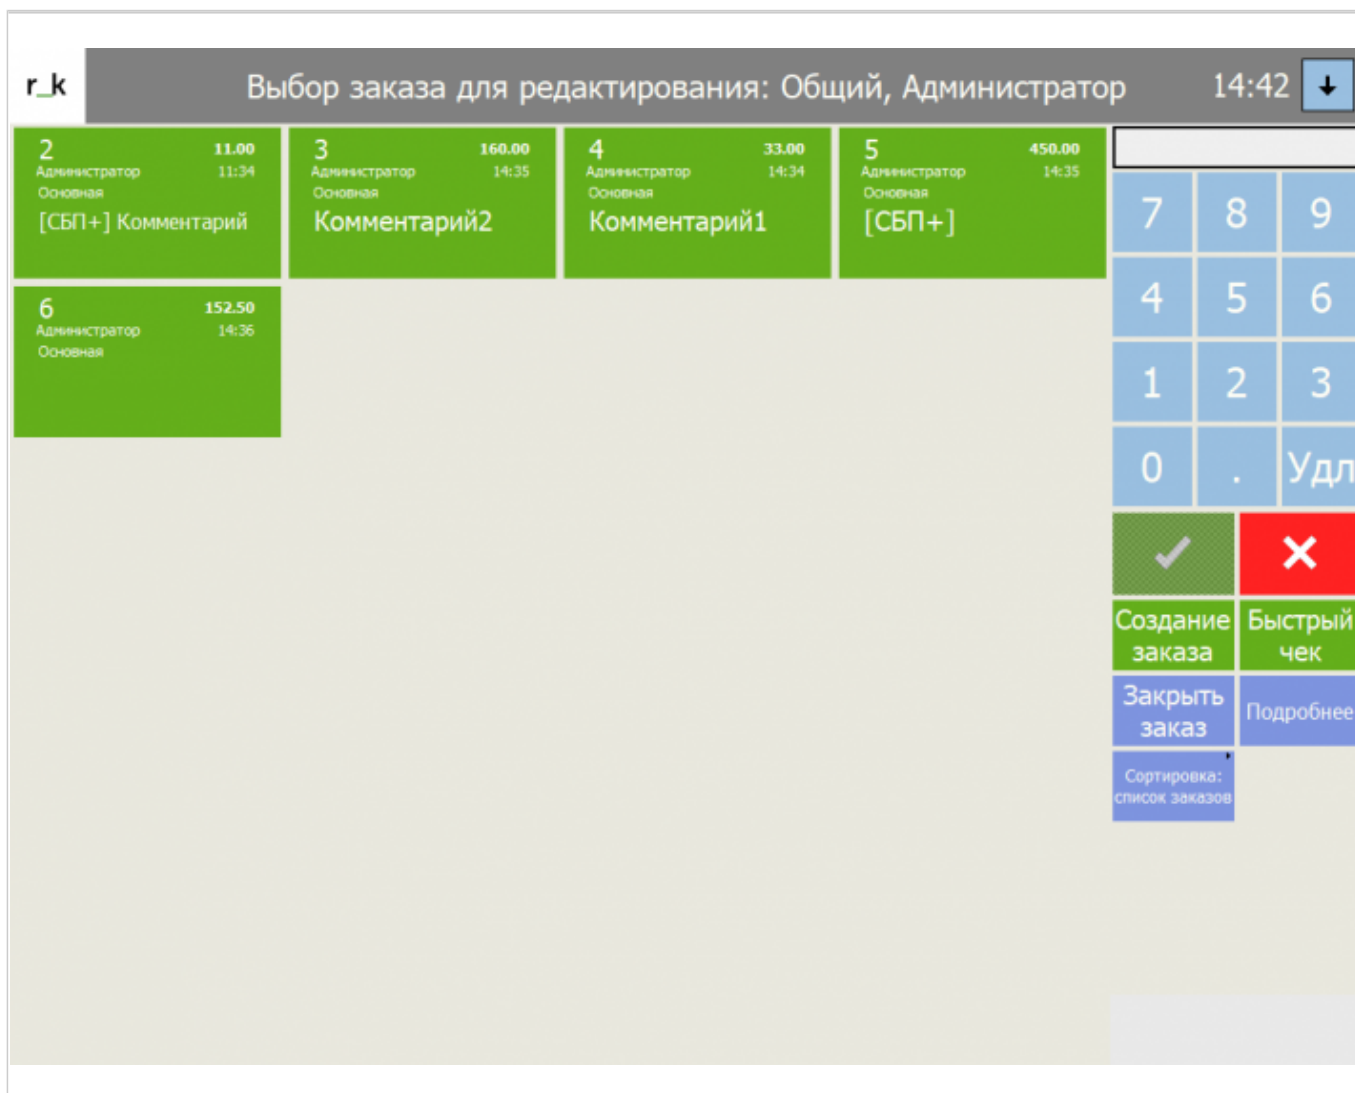 r_k
Выбор заказа для редактирования: Общий, Администратор
14:42
2 11.00
Администратор 11:34
Основная
[СБП+] Комментарий
3 160.00
Администратор 14:35
Основная
Комментарий2
4 33.00
Администратор 14:34
Основная
Комментарий1
5 450.00
Администратор 14:35
Основная
[СБП+]
6 152.50
Администратор 14:36
Основная
7 8 9
4 5 6
1 2 3
0 . Удл
Создание
заказа
Быстрый
чек
Закрыть
заказ
Подробнее
Сортировка:
список заказов